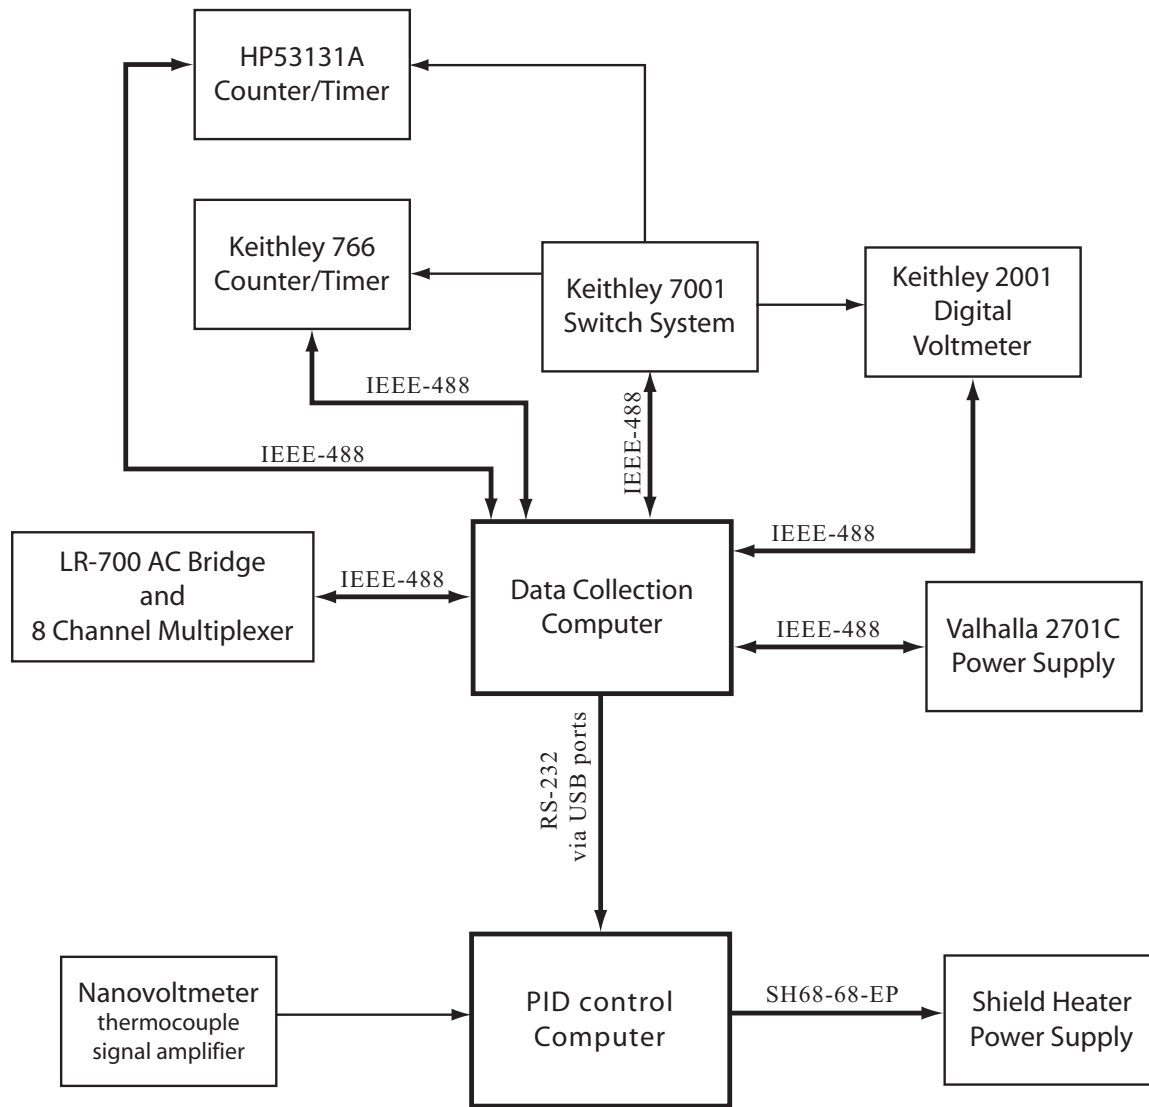 HP53131A
Counter/Timer
Keithley 766
Counter/Timer
Keithley 7001
Switch System
Keithley 2001
Digital
Voltmeter
IEEE-488
IEEE-488
IEEE-488
IEEE-488
LR-700 AC Bridge
and
8 Channel Multiplexer
IEEE-488
Data Collection
Computer
IEEE-488
Valhalla 2701C
Power Supply
RS-232
via USB ports
Nanovoltmeter
thermocouple
signal amplifier
PID control
Computer
SH68-68-EP
Shield Heater
Power Supply